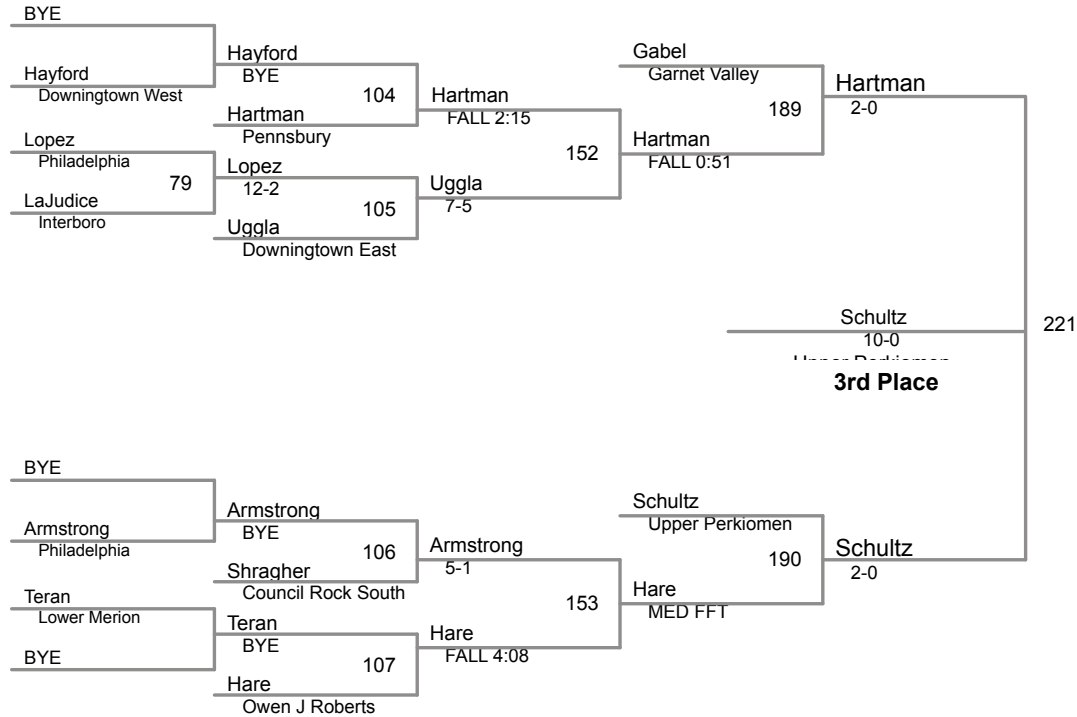 BYE
Hayford
Downingtown West
Lopez
Philadelphia
79
LaJudice
Interboro
Hayford
BYE
104
Hartman
Pennsbury
Lopez
12-2
105
Uggla
Downingtown East
Hartman
FALL 2:15
152
Uggla
7-5
Gabel
Garnet Valley
189
Hartman
FALL 0:51
Hartman
2-0
Schultz
10-0
Upper Perkiomen
3rd Place
221
BYE
Armstrong
Philadelphia
Teran
Lower Merion
BYE
Armstrong
BYE
106
Shragher
Council Rock South
Teran
BYE
107
Hare
Owen J Roberts
Armstrong
5-1
153
Hare
FALL 4:08
Schultz
Upper Perkiomen
190
Hare
MED FFT
Schultz
2-0